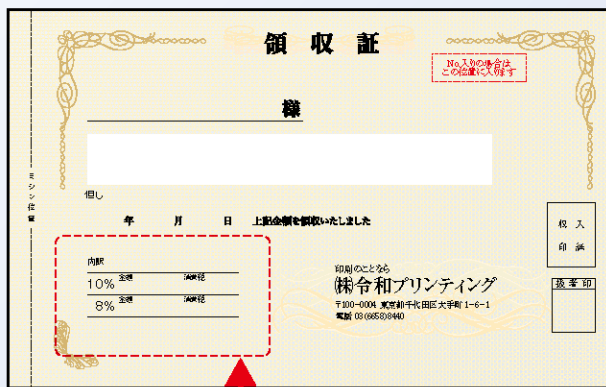 領収証
No.入りの場合は
この位置に入ります
様
ミシン位置
但し
年 月 日 上記金額を領収いたしました
収入
印紙
内訳
10% 金額 消費税
8% 金額 消費税
印刷のことなら
㈱令和プリンティング
〒100-0004 東京都千代田区大手町1-6-1
電話 03(6658)8440
扱者印